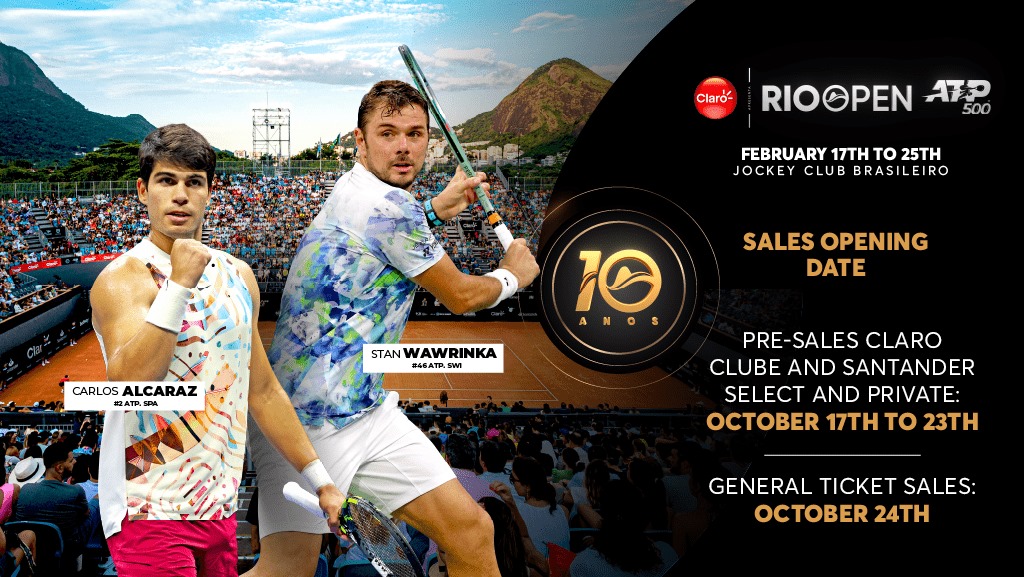 Claro
APRESENTA
RIO OPEN
ATP
500
FEBRUARY 17TH TO 25TH
JOCKEY CLUB BRASILEIRO
SALES OPENING
DATE
10
ANOS
PRE-SALES CLARO
CLUBE AND SANTANDER
SELECT AND PRIVATE:
OCTOBER 17TH TO 23TH
GENERAL TICKET SALES:
OCTOBER 24TH
STAN WAWRINKA
#46 ATP. SWI
CARLOS ALCARAZ
#2 ATP. SPA
Claro